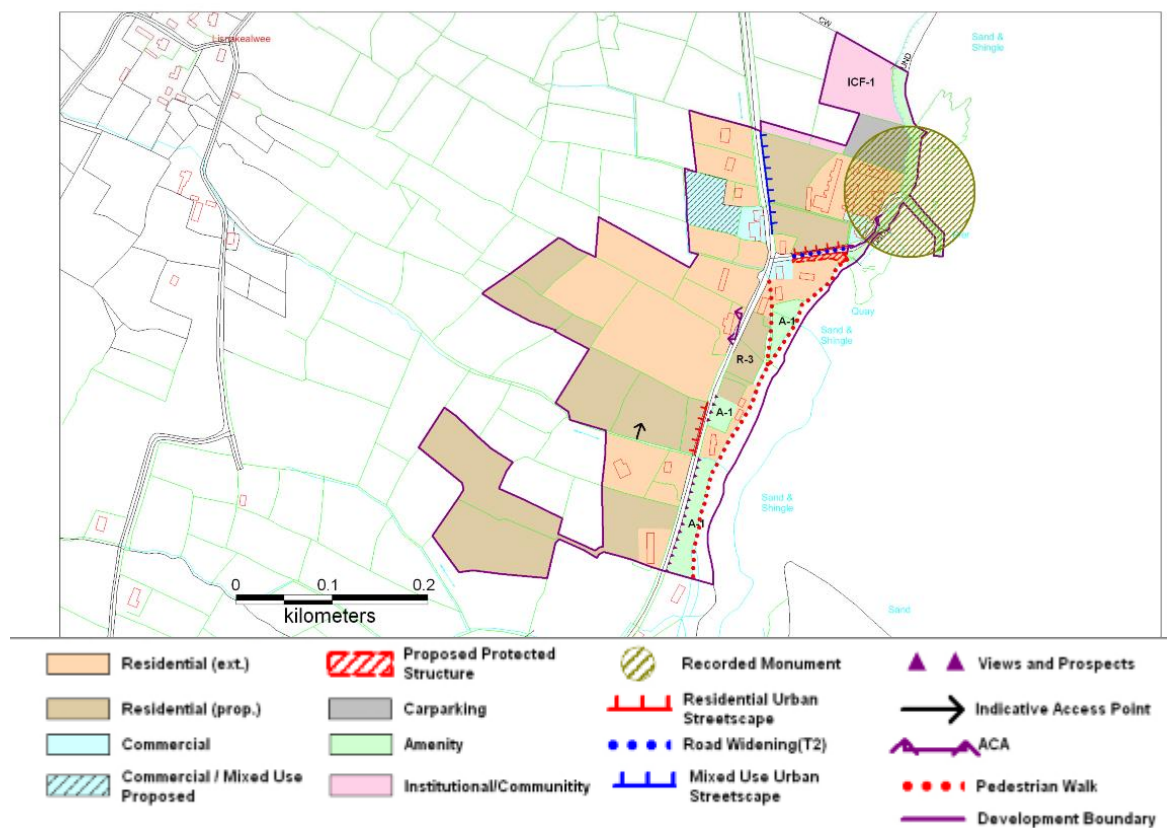 Lisnakealwee
CW
UND
Sand &
Shingle
ICF-1
Quay
A-1
Sand &
Shingle
R-3
A-1
Sand &
Shingle
A-1
Sand
0 0.1 0.2
kilometers
Residential (ext.)
Proposed Protected
Structure
Recorded Monument
Views and Prospects
Residential (prop.)
Carparking
Residential Urban
Streetscape
Indicative Access Point
Commercial
Amenity
Road Widening(T2)
ACA
Commercial / Mixed Use
Proposed
Institutional/Communitity
Mixed Use Urban
Streetscape
Pedestrian Walk
Development Boundary